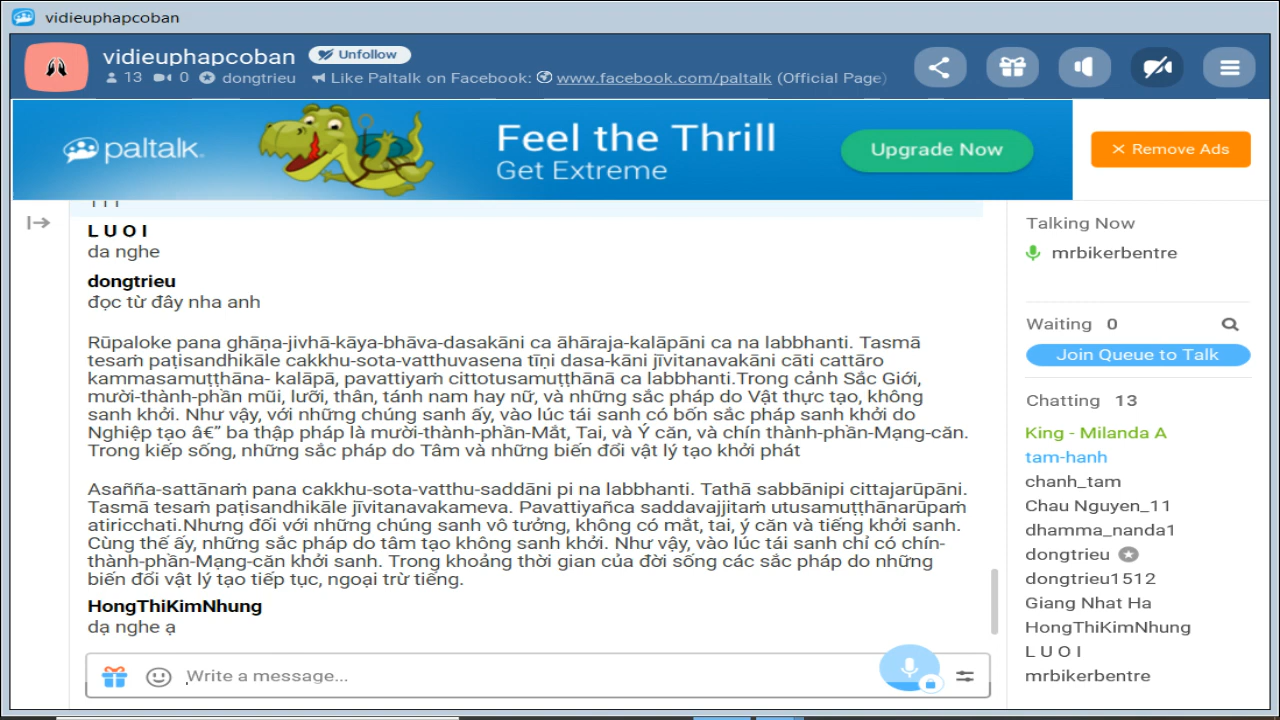 vidieuphapcoban
vidieuphapcoban Unfollow
13 0 dongtrieu Like Paltalk on Facebook: www.facebook.com/paltalk (Official Page)
paltalk.
Feel the Thrill
Get Extreme
Upgrade Now
× Remove Ads
L U O I
da nghe
dongtrieu
đọc từ đây nha anh
Rūpaloke pana ghāṇa-jivhā-kāya-bhāva-dasakāni ca āhāraja-kalāpāni ca na labbhanti. Tasmā
tesaṁ paṭisandhikāle cakkhu-sota-vatthuvasena tīṇi dasa-kāni jīvitanavakāni cāti cattāro
kammasamuṭṭhāna- kalāpā, pavattiyaṁ cittotusamuṭṭhānā ca labbhanti.Trong cảnh Sắc Giới,
mười-thành-phần mũi, lưỡi, thân, tánh nam hay nữ, và những sắc pháp do Vật thực tạo, không
sanh khởi. Như vậy, với những chúng sanh ấy, vào lúc tái sanh có bốn sắc pháp sanh khởi do
Nghiệp tạo â€” ba thập pháp là mười-thành-phần-Mắt, Tai, và Ý căn, và chín thành-phần-Mạng-căn.
Trong kiếp sống, những sắc pháp do Tâm và những biến đổi vật lý tạo khởi phát
Asañña-sattānaṁ pana cakkhu-sota-vatthu-saddāni pi na labbhanti. Tathā sabbānipi cittajarūpāni.
Tasmā tesaṁ paṭisandhikāle jīvitanavakameva. Pavattiyañca saddavajjitaṁ utusamuṭṭhānarūpaṁ
atiricchati.Nhưng đối với những chúng sanh vô tưởng, không có mắt, tai, ý căn và tiếng khởi sanh.
Cùng thế ấy, những sắc pháp do tâm tạo không sanh khởi. Như vậy, vào lúc tái sanh chỉ có chín-
thành-phần-Mạng-căn khởi sanh. Trong khoảng thời gian của đời sống các sắc pháp do những
biến đổi vật lý tạo tiếp tục, ngoại trừ tiếng.
HongThiKimNhung
dạ nghe ạ
Write a message...
Talking Now
mrbikerbentre
Waiting 0
Join Queue to Talk
Chatting 13
King - Milanda A
tam-hanh
chanh_tam
Chau Nguyen_11
dhamma_nanda1
dongtrieu
dongtrieu1512
Giang Nhat Ha
HongThiKimNhung
L U O I
mrbikerbentre